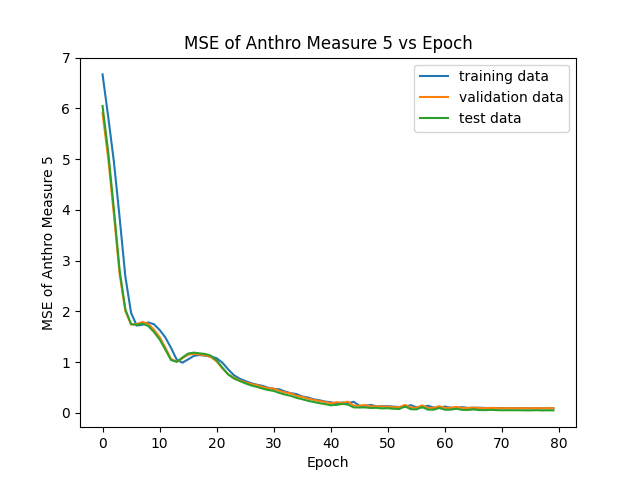 MSE of Anthro Measure 5 vs Epoch
training data
validation data
test data
MSE of Anthro Measure 5
7
6
5
4
3
2
1
0
0 10 20 30 40 50 60 70 80
Epoch